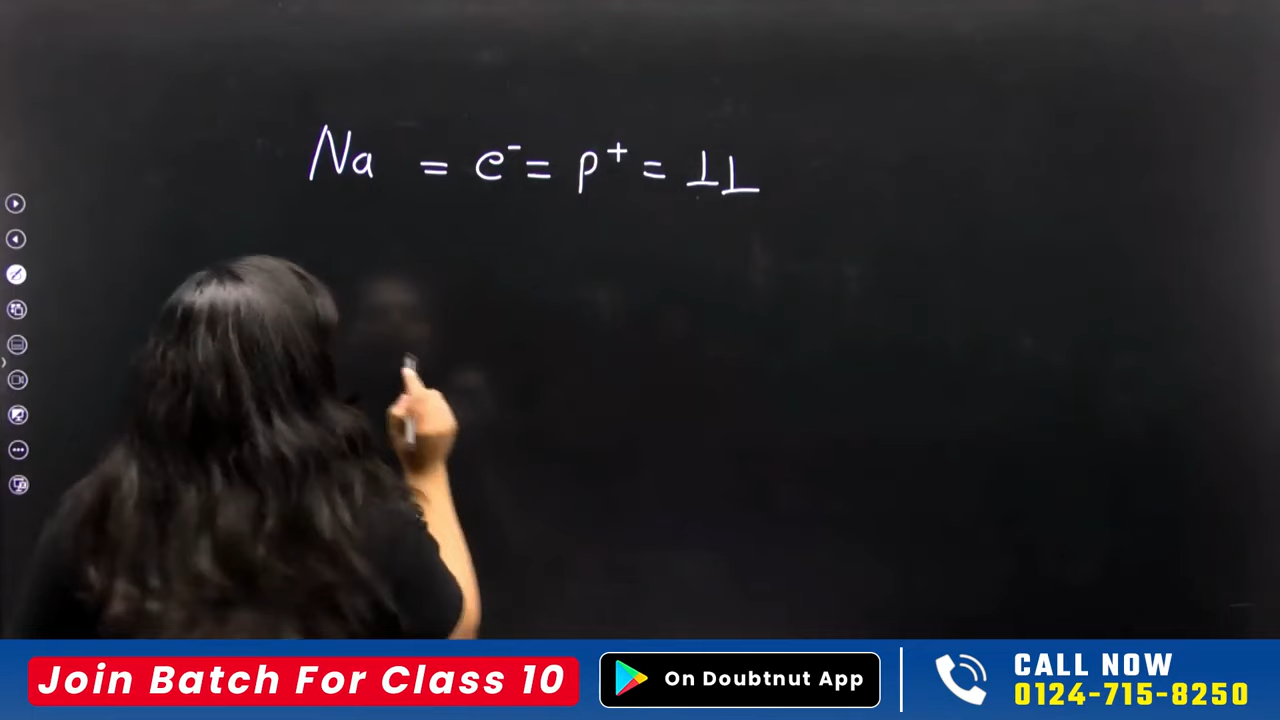 Na = e⁻ = p⁺ = 11
Join Batch For Class 10
On Doubtnut App
CALL NOW
0124-715-8250